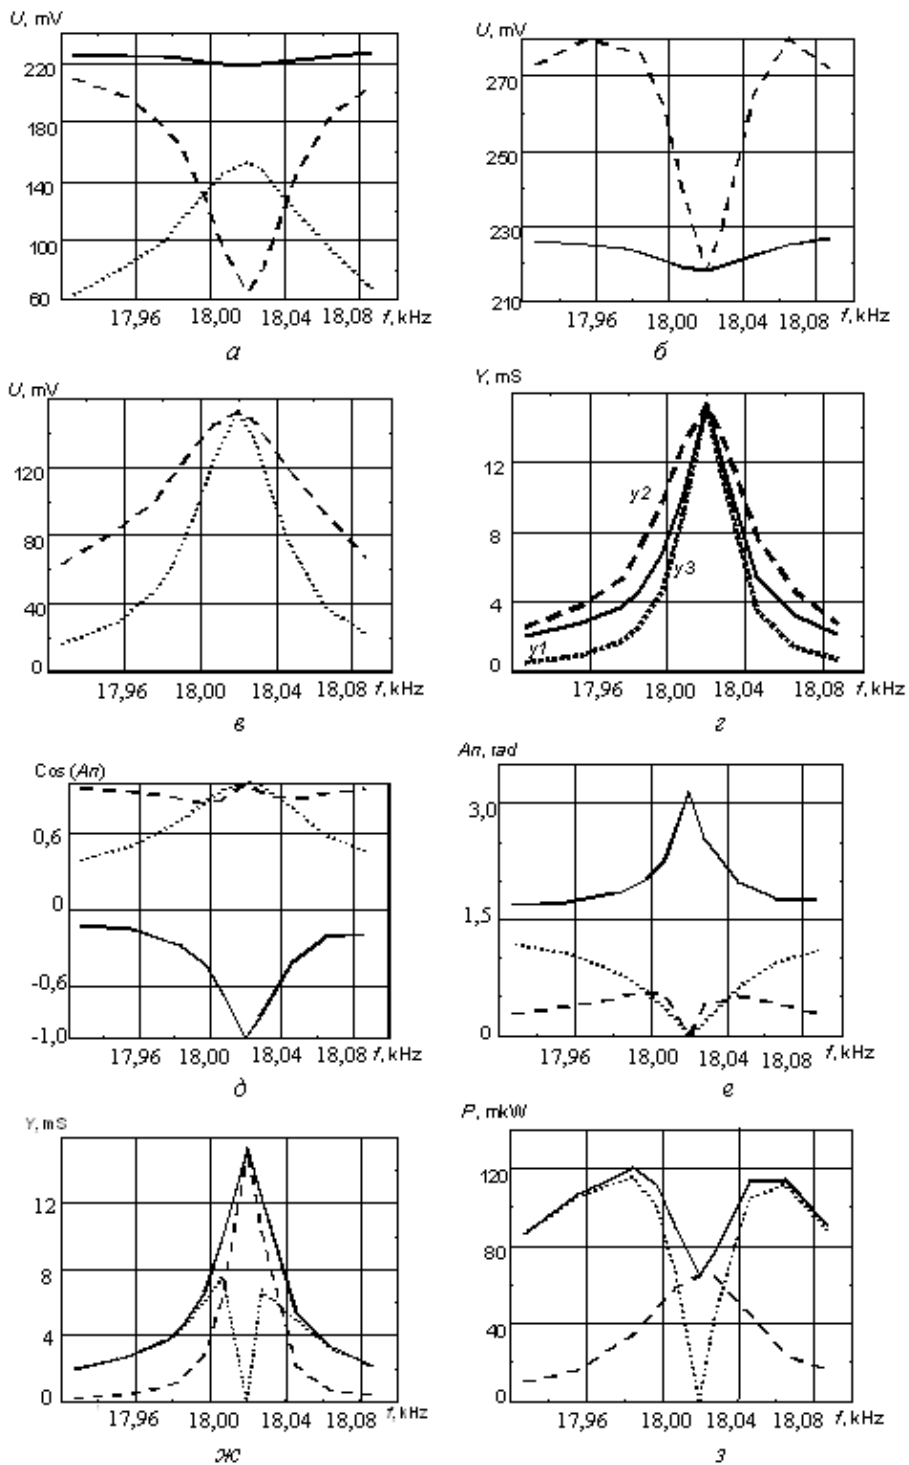 U, mV
220
180
140
100
60
17,96 18,00 18,04 18,08 f, kHz
а
U, mV
270
250
230
210
17,96 18,00 18,04 18,08 f, kHz
б
U, mV
120
80
40
0
17,96 18,00 18,04 18,08 f, kHz
в
Y, mS
12
8
4
0
y2
y3
y1
17,96 18,00 18,04 18,08 f, kHz
г
Cos (An)
0,6
0
-0,6
-1,0
17,96 18,00 18,04 18,08 f, kHz
д
An, rad
3,0
1,5
0
17,96 18,00 18,04 18,08 f, kHz
е
Y, mS
12
8
4
0
17,96 18,00 18,04 18,08 f, kHz
ж
P, mkW
120
80
40
0
17,96 18,00 18,04 18,08 f, kHz
з